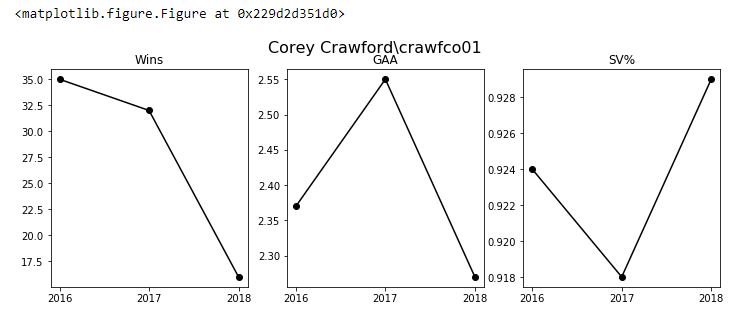 <matplotlib.figure.Figure at 0x229d2d351d0>
Corey Crawford\crawfco01
Wins
35.0
32.5
30.0
27.5
25.0
22.5
20.0
17.5
2016 2017 2018
GAA
2.55
2.50
2.45
2.40
2.35
2.30
2016 2017 2018
SV%
0.928
0.926
0.924
0.922
0.920
0.918
2016 2017 2018